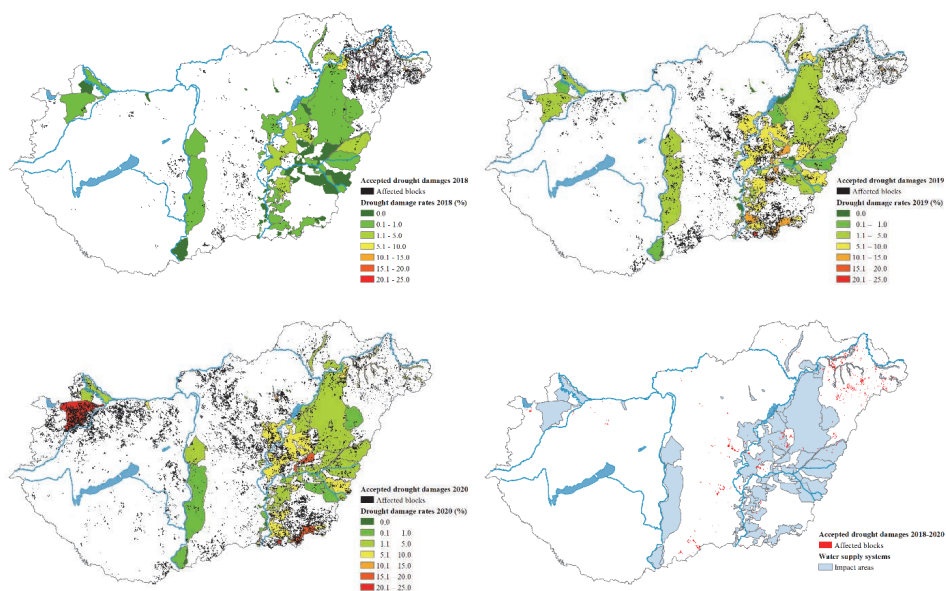 Accepted drought damages 2018
Affected blocks
Drought damage rates 2018 (%)
0.0
0.1 - 1.0
1.1 - 5.0
5.1 - 10.0
10.1 - 15.0
15.1 - 20.0
20.1 - 25.0
Accepted drought damages 2019
Affected blocks
Drought damage rates 2019 (%)
0.0
0.1 – 1.0
1.1 – 5.0
5.1 – 10.0
10.1 – 15.0
15.1 – 20.0
20.1 – 25.0
Accepted drought damages 2020
Affected blocks
Drought damage rates 2020 (%)
0.0
0.1 1.0
1.1 5.0
5.1 10.0
10.1 - 15.0
15.1 - 20.0
20.1 - 25.0
Accepted drought damages 2018-2020
Affected blocks
Water supply systems
Impact areas